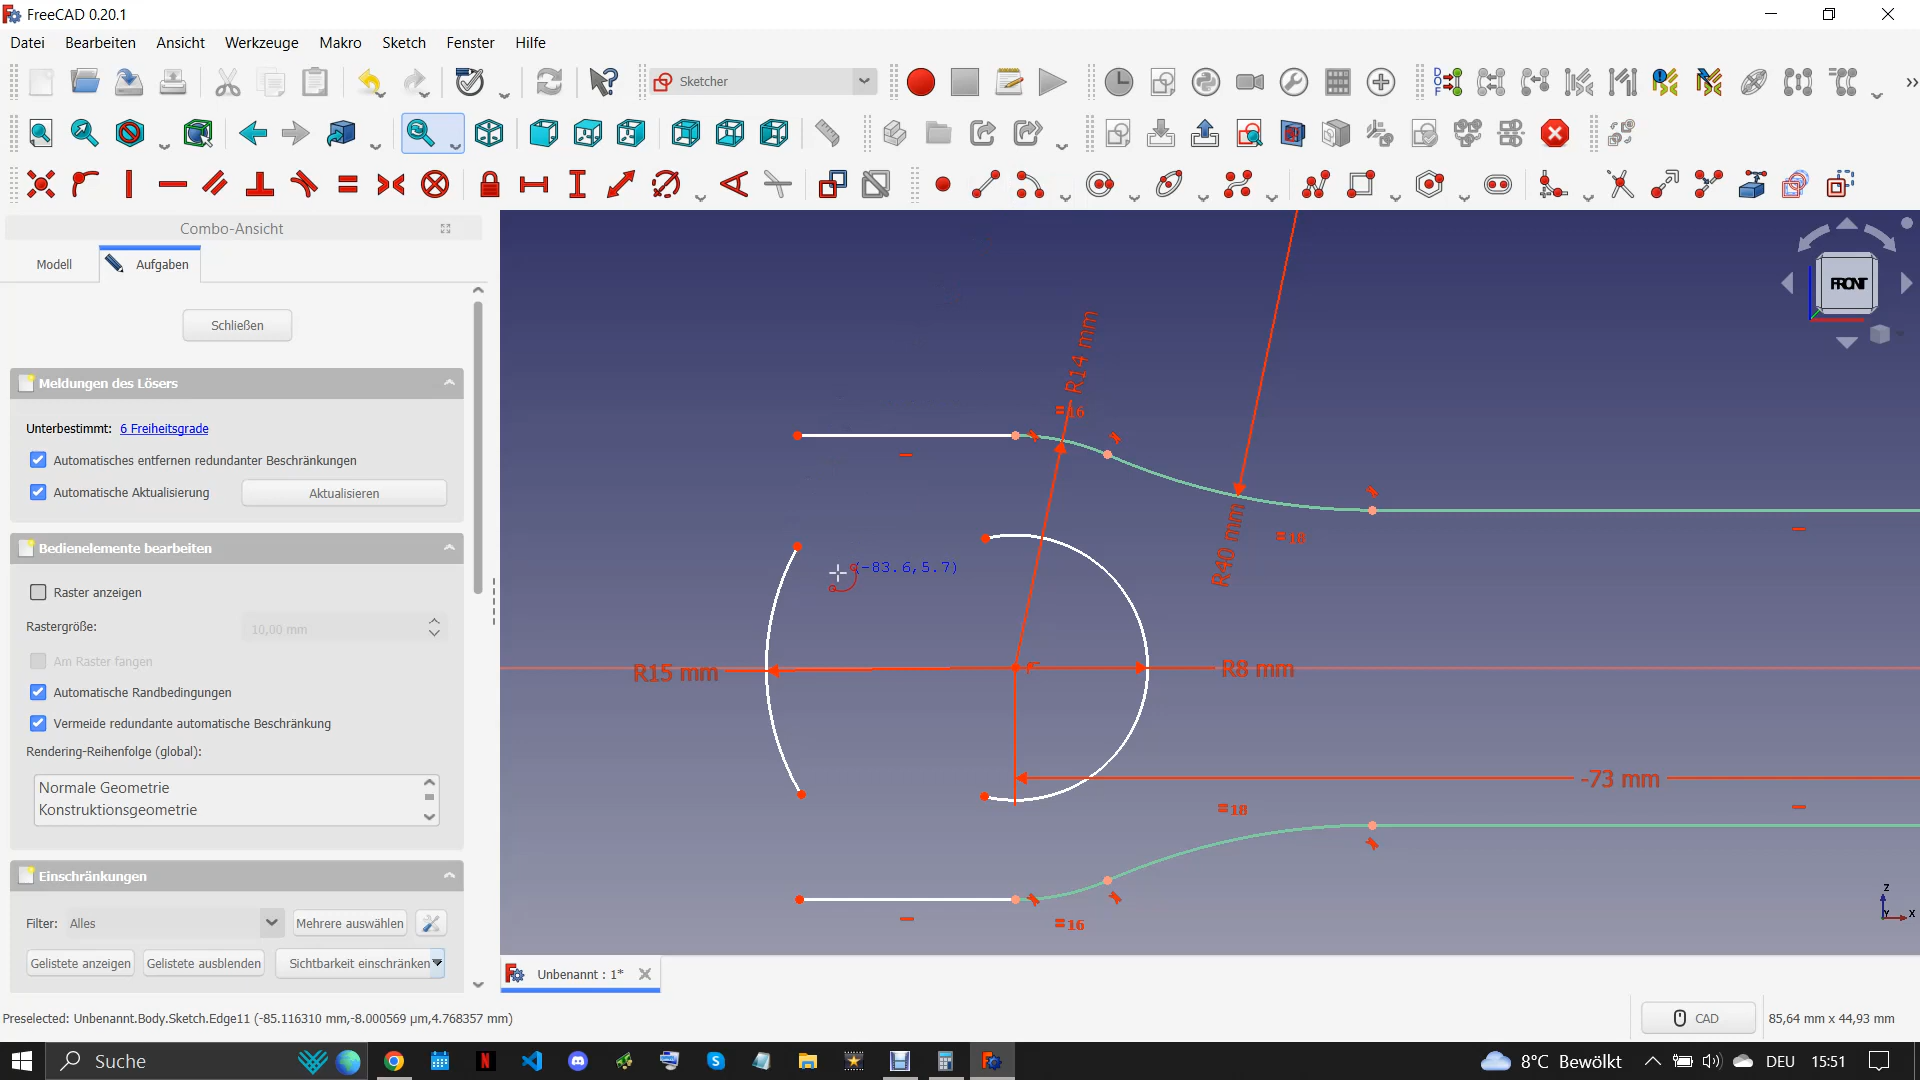 FreeCAD 0.20.1
Datei Bearbeiten Ansicht Werkzeuge Makro Sketch Fenster Hilfe
Sketcher
Combo-Ansicht
Modell Aufgaben
Schließen
Meldungen des Lösers
Unterbestimmt: 6 Freiheitsgrade
Automatisches entfernen redundanter Beschränkungen
Automatische Aktualisierung Aktualisieren
Bedienelemente bearbeiten
Raster anzeigen
Rastergröße: 10,00 mm
Am Raster fangen
Automatische Randbedingungen
Vermeide redundante automatische Beschränkung
Rendering-Reihenfolge (global):
Normale Geometrie
Konstruktionsgeometrie
Einschränkungen
Filter: Alles Mehrere auswählen
Gelistete anzeigen Gelistete ausblenden Sichtbarkeit einschränken
FRONT
R14 mm
16
R40 mm
18
(-83.6,5.7)
R15 mm
R8 mm
-73 mm
18
16
Z
Y X
Unbenannt : 1*
Preselected: Unbenannt.Body.Sketch.Edge11 (-85.116310 mm,-8.000569 µm,4.768357 mm)
CAD 85,64 mm x 44,93 mm
Suche
8°C Bewölkt DEU 15:51